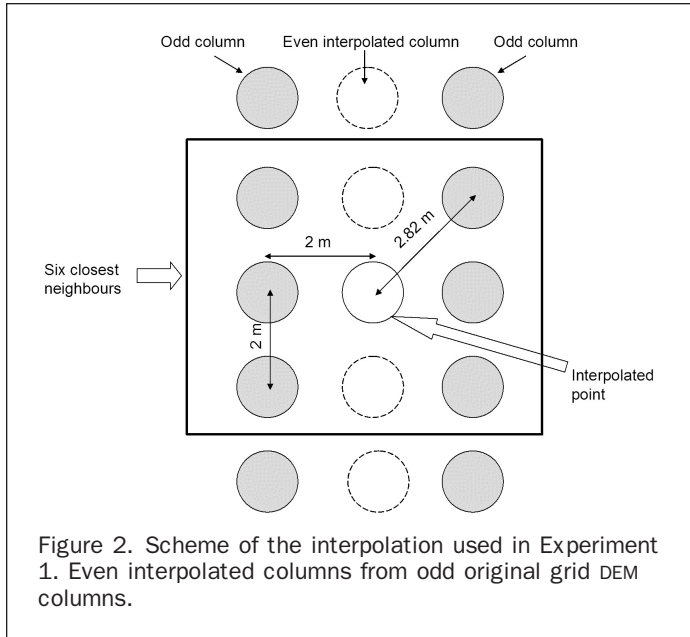 Odd column
Even interpolated column
Odd column
2.82 m
2 m
Six closest
neighbours
2 m
Interpolated
point
Figure 2. Scheme of the interpolation used in Experiment
1. Even interpolated columns from odd original grid DEM
columns.